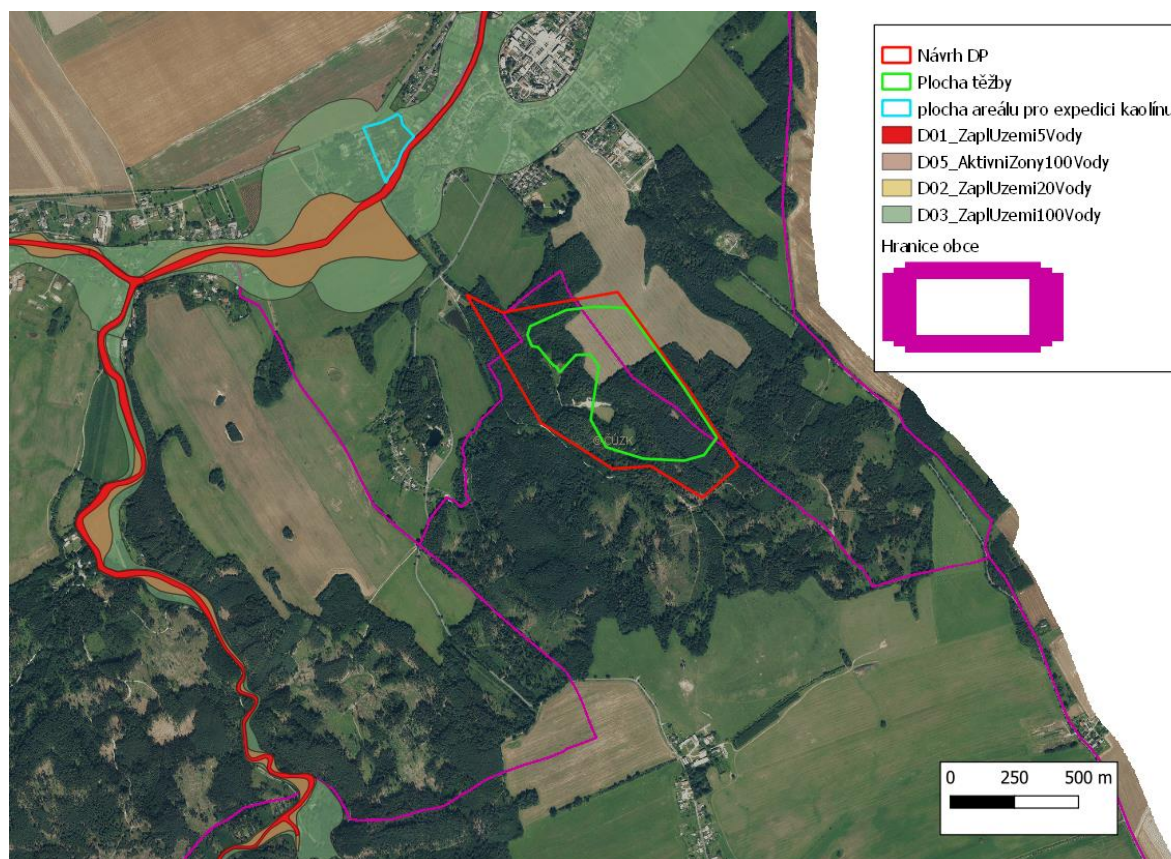 Návrh DP
Plocha těžby
plocha areálu pro expedici kaolínu
D01_ZaplUzemi5Vody
D05_AktivniZony100Vody
D02_ZaplUzemi20Vody
D03_ZaplUzemi100Vody
Hranice obce
© ČÚZK
0 250 500 m